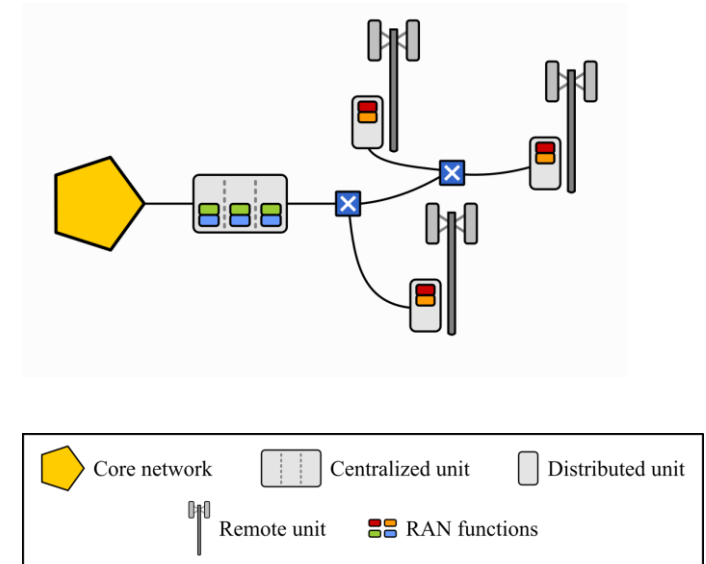 Core network
Centralized unit
Distributed unit
Remote unit
RAN functions